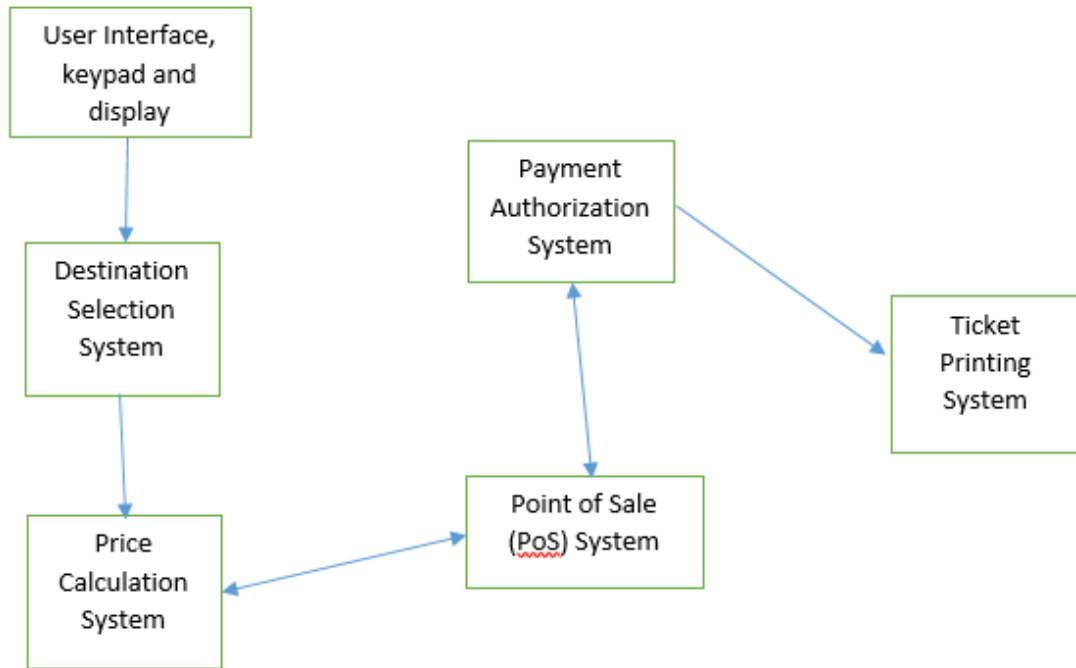 User Interface,
keypad and
display
Destination
Selection
System
Price
Calculation
System
Point of Sale
(PoS) System
Payment
Authorization
System
Ticket
Printing
System